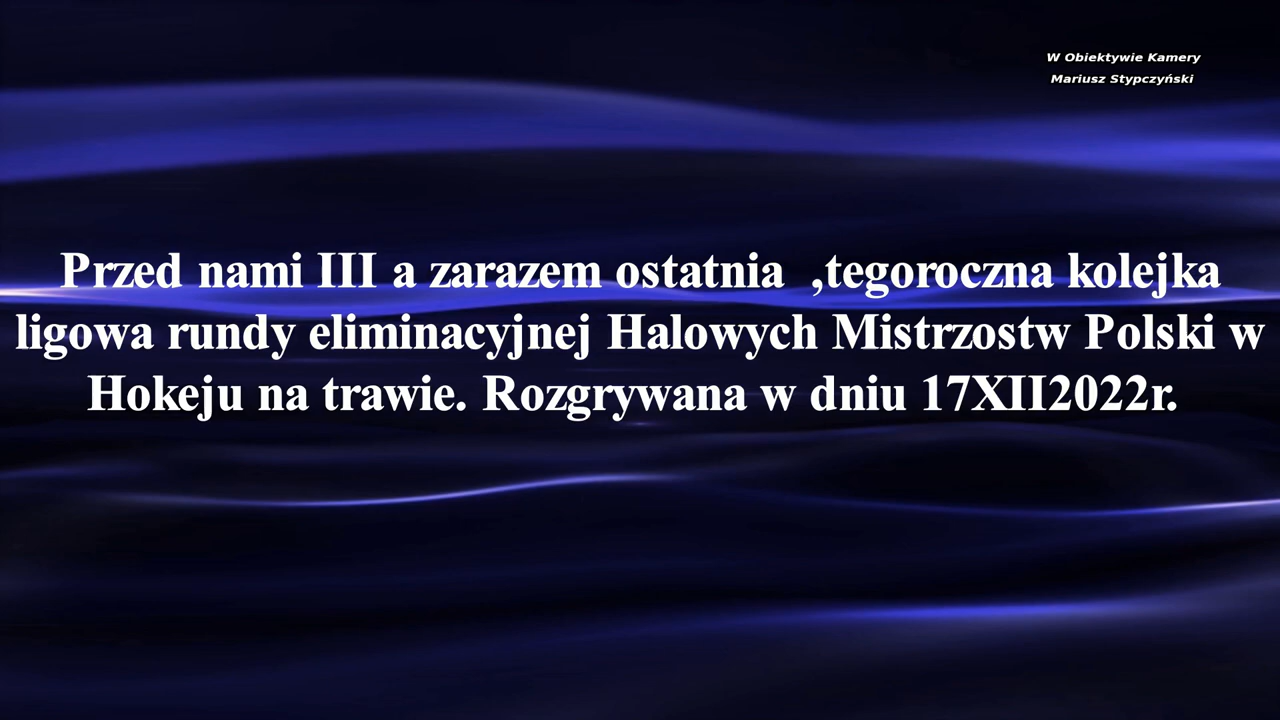 W Obiektywie Kamery
Mariusz Stypczyński
Przed nami III a zarazem ostatnia  ,tegoroczna kolejka
ligowa rundy eliminacyjnej Halowych Mistrzostw Polski w
Hokeju na trawie. Rozgrywana w dniu 17XII2022r.